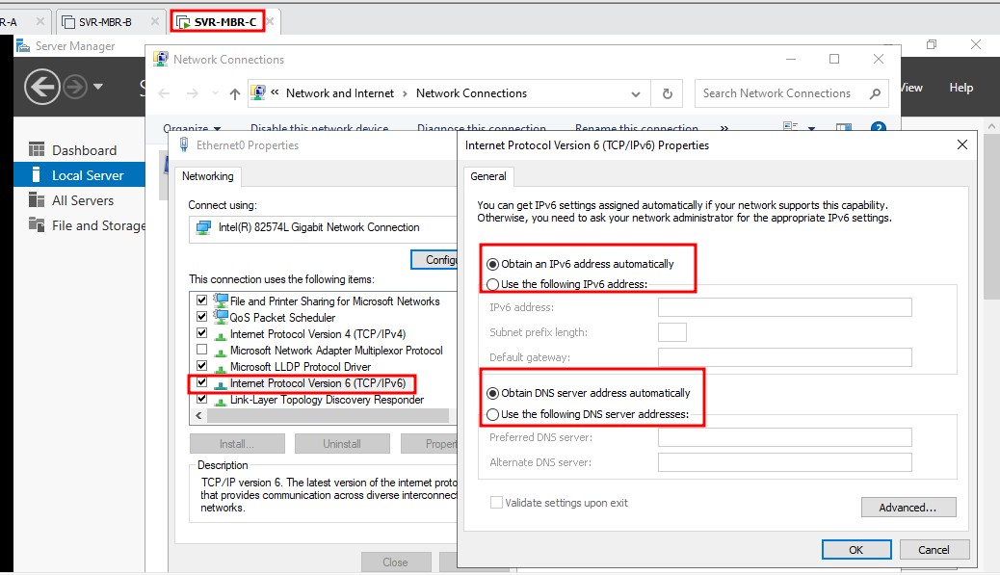 R-A
SVR-MBR-B
SVR-MBR-C
Server Manager
Network Connections
« Network and Internet › Network Connections
Search Network Connections
View
Help
Organize
Disable this network device
Diagnose this connection
Rename this connection
»
Dashboard
Local Server
All Servers
File and Storage
Ethernet0 Properties
Networking
Connect using:
Intel(R) 82574L Gigabit Network Connection
Configu
This connection uses the following items:
File and Printer Sharing for Microsoft Networks
QoS Packet Scheduler
Internet Protocol Version 4 (TCP/IPv4)
Microsoft Network Adapter Multiplexor Protocol
Microsoft LLDP Protocol Driver
Internet Protocol Version 6 (TCP/IPv6)
Link-Layer Topology Discovery Responder
Install...
Uninstall
Propert
Description
TCP/IP version 6. The latest version of the internet proto
that provides communication across diverse interconnect
networks.
Close
Internet Protocol Version 6 (TCP/IPv6) Properties
General
You can get IPv6 settings assigned automatically if your network supports this capability.
Otherwise, you need to ask your network administrator for the appropriate IPv6 settings.
Obtain an IPv6 address automatically
Use the following IPv6 address:
IPv6 address:
Subnet prefix length:
Default gateway:
Obtain DNS server address automatically
Use the following DNS server addresses:
Preferred DNS server:
Alternate DNS server:
Validate settings upon exit
Advanced...
OK
Cancel